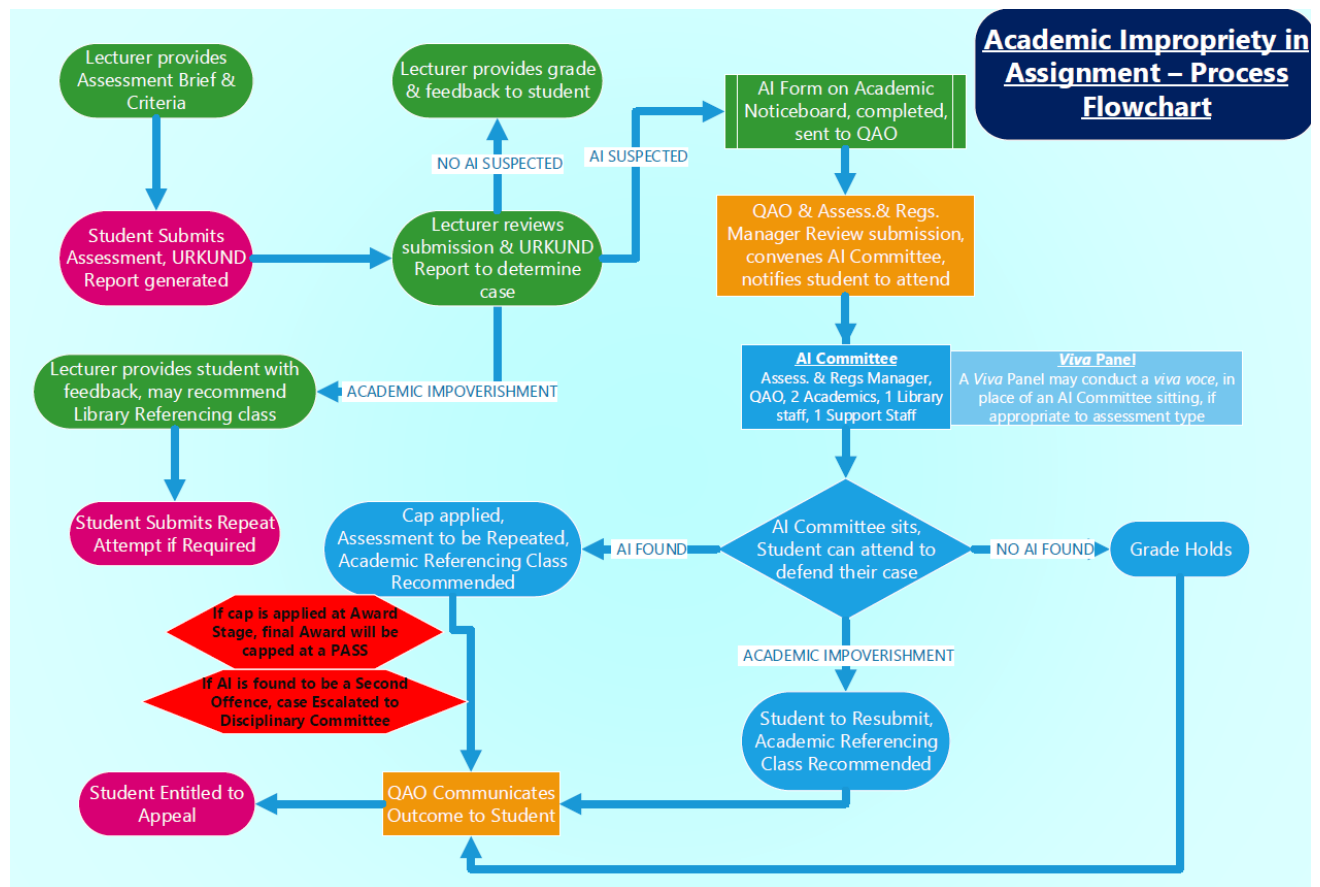 Academic Impropriety in
Assignment – Process
Flowchart
Lecturer provides
Assessment Brief &
Criteria
Lecturer provides grade
& feedback to student
AI Form on Academic
Noticeboard, completed,
sent to QAO
NO AI SUSPECTED
AI SUSPECTED
Student Submits
Assessment, URKUND
Report generated
Lecturer reviews
submission & URKUND
Report to determine
case
QAO & Assess.& Regs.
Manager Review submission,
convenes AI Committee,
notifies student to attend
Lecturer provides student with
feedback, may recommend
Library Referencing class
ACADEMIC IMPOVERISHMENT
AI Committee
Assess. & Regs Manager,
QAO, 2 Academics, 1 Library
staff, 1 Support Staff
Viva Panel
A Viva Panel may conduct a viva voce, in
place of an AI Committee sitting, if
appropriate to assessment type
Student Submits Repeat
Attempt if Required
Cap applied,
Assessment to be Repeated,
Academic Referencing Class
Recommended
AI FOUND
AI Committee sits,
Student can attend to
defend their case
NO AI FOUND
Grade Holds
If cap is applied at Award
Stage, final Award will be
capped at a PASS
If AI is found to be a Second
Offence, case Escalated to
Disciplinary Committee
ACADEMIC IMPOVERISHMENT
Student to Resubmit,
Academic Referencing
Class Recommended
Student Entitled to
Appeal
QAO Communicates
Outcome to Student